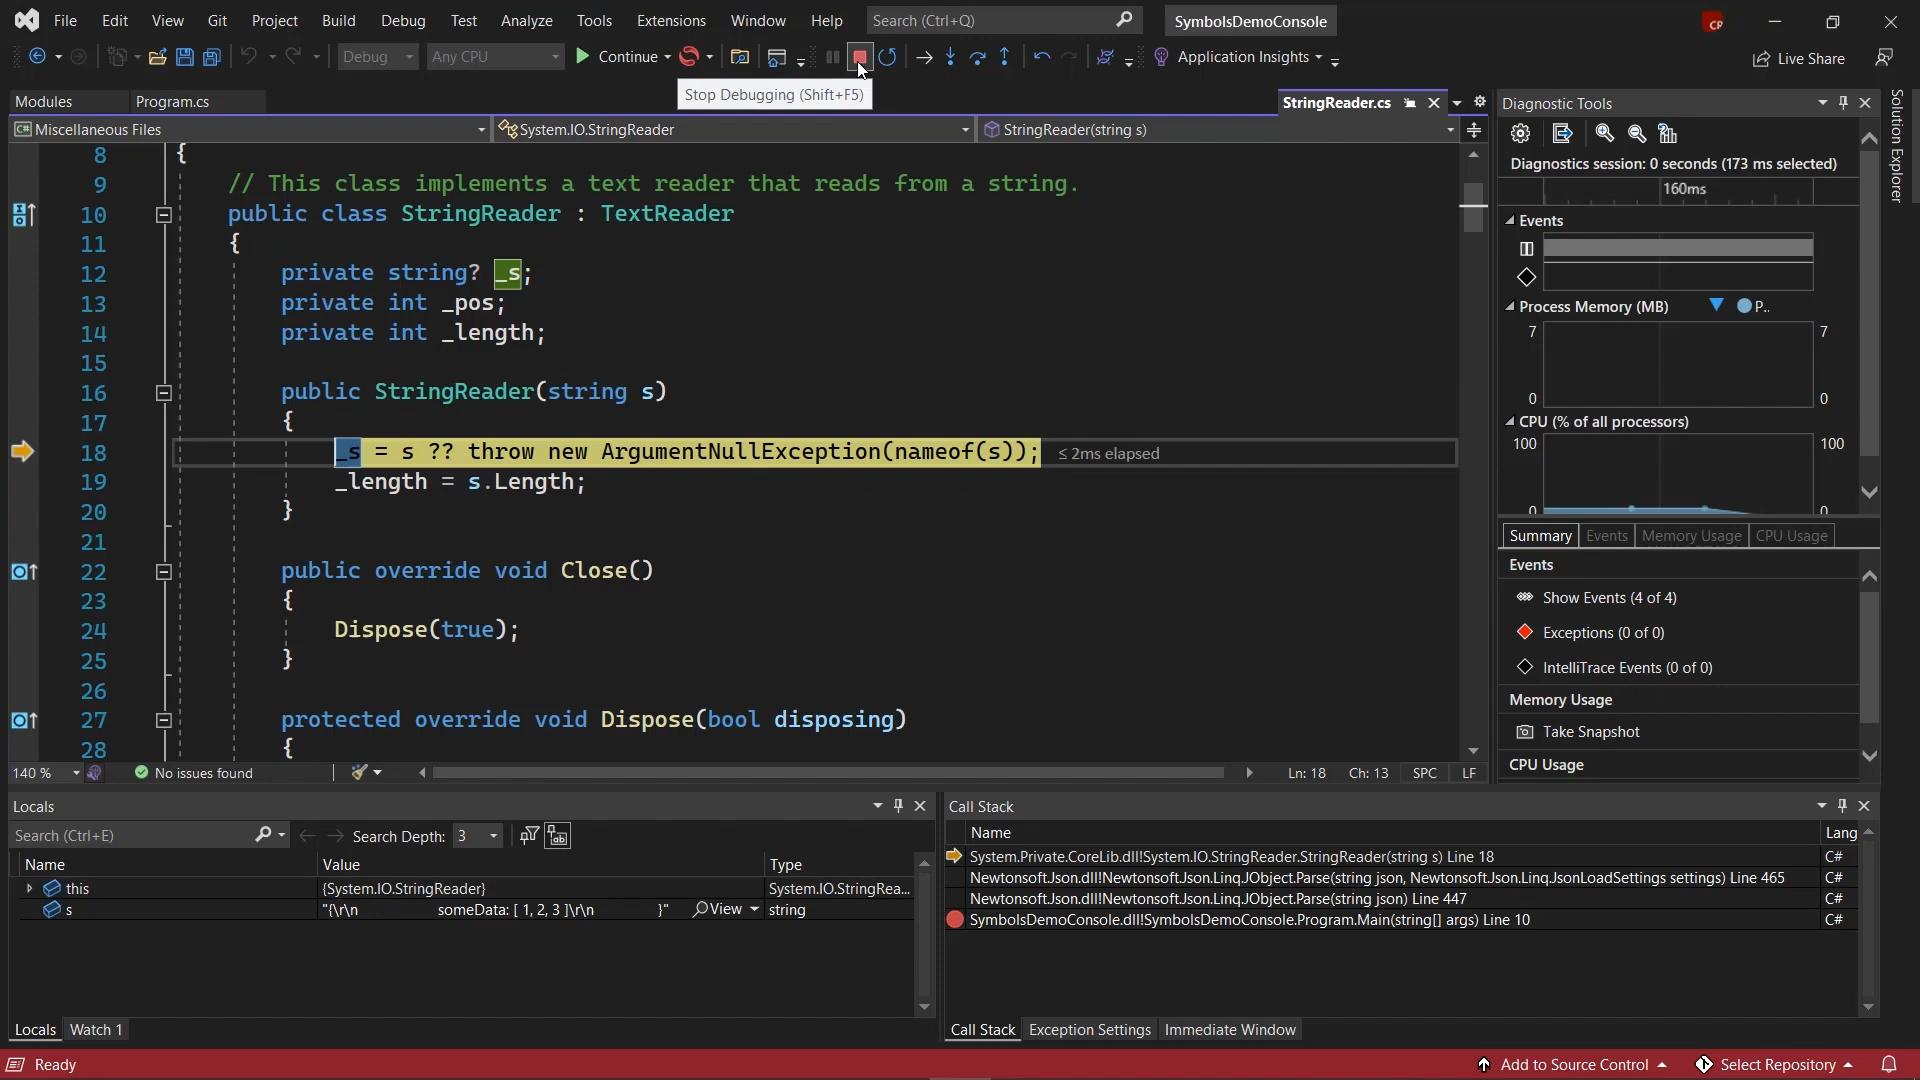 File Edit View Git Project Build Debug Test Analyze Tools Extensions Window Help Search (Ctrl+Q) SymbolsDemoConsole CP
Debug Any CPU Continue Application Insights Live Share
Stop Debugging (Shift+F5)
Modules Program.cs StringReader.cs
C# Miscellaneous Files System.IO.StringReader StringReader(string s)
8 {
9 // This class implements a text reader that reads from a string.
10 public class StringReader : TextReader
11 {
12 private string? _s;
13 private int _pos;
14 private int _length;
15
16 public StringReader(string s)
17 {
18 _s = s ?? throw new ArgumentNullException(nameof(s)); ≤ 2ms elapsed
19 _length = s.Length;
20 }
21
22 public override void Close()
23 {
24 Dispose(true);
25 }
26
27 protected override void Dispose(bool disposing)
28 {
140 % No issues found Ln: 18 Ch: 13 SPC LF
Diagnostic Tools
Diagnostics session: 0 seconds (173 ms selected)
160ms
Events
Process Memory (MB) P..
7 7
0 0
CPU (% of all processors)
100 100
0 0
Summary Events Memory Usage CPU Usage
Events
Show Events (4 of 4)
Exceptions (0 of 0)
IntelliTrace Events (0 of 0)
Memory Usage
Take Snapshot
CPU Usage
Solution Explorer
Locals
Search (Ctrl+E) Search Depth: 3
Name Value Type
this {System.IO.StringReader} System.IO.StringRea...
s "{\r\n someData: [ 1, 2, 3 ]\r\n }" View string
Locals Watch 1
Call Stack
Name Lang
System.Private.CoreLib.dll!System.IO.StringReader.StringReader(string s) Line 18 C#
Newtonsoft.Json.dll!Newtonsoft.Json.Linq.JObject.Parse(string json, Newtonsoft.Json.Linq.JsonLoadSettings settings) Line 465 C#
Newtonsoft.Json.dll!Newtonsoft.Json.Linq.JObject.Parse(string json) Line 447 C#
SymbolsDemoConsole.dll!SymbolsDemoConsole.Program.Main(string[] args) Line 10 C#
Call Stack Exception Settings Immediate Window
Ready Add to Source Control Select Repository